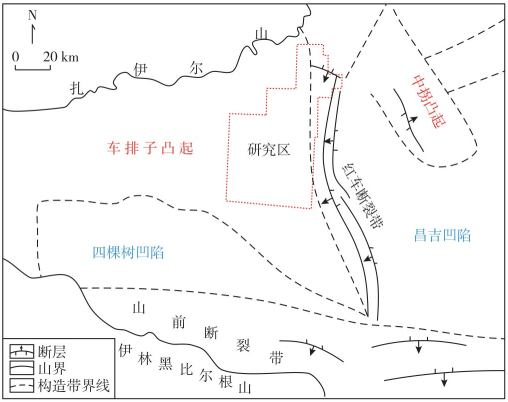 N
0 20 km
扎伊尔山
中拐凸起
车排子凸起
研究区
红车断裂带
昌吉凹陷
四棵树凹陷
山前断裂带
伊林黑比尔根山
断层
山界
构造带界线